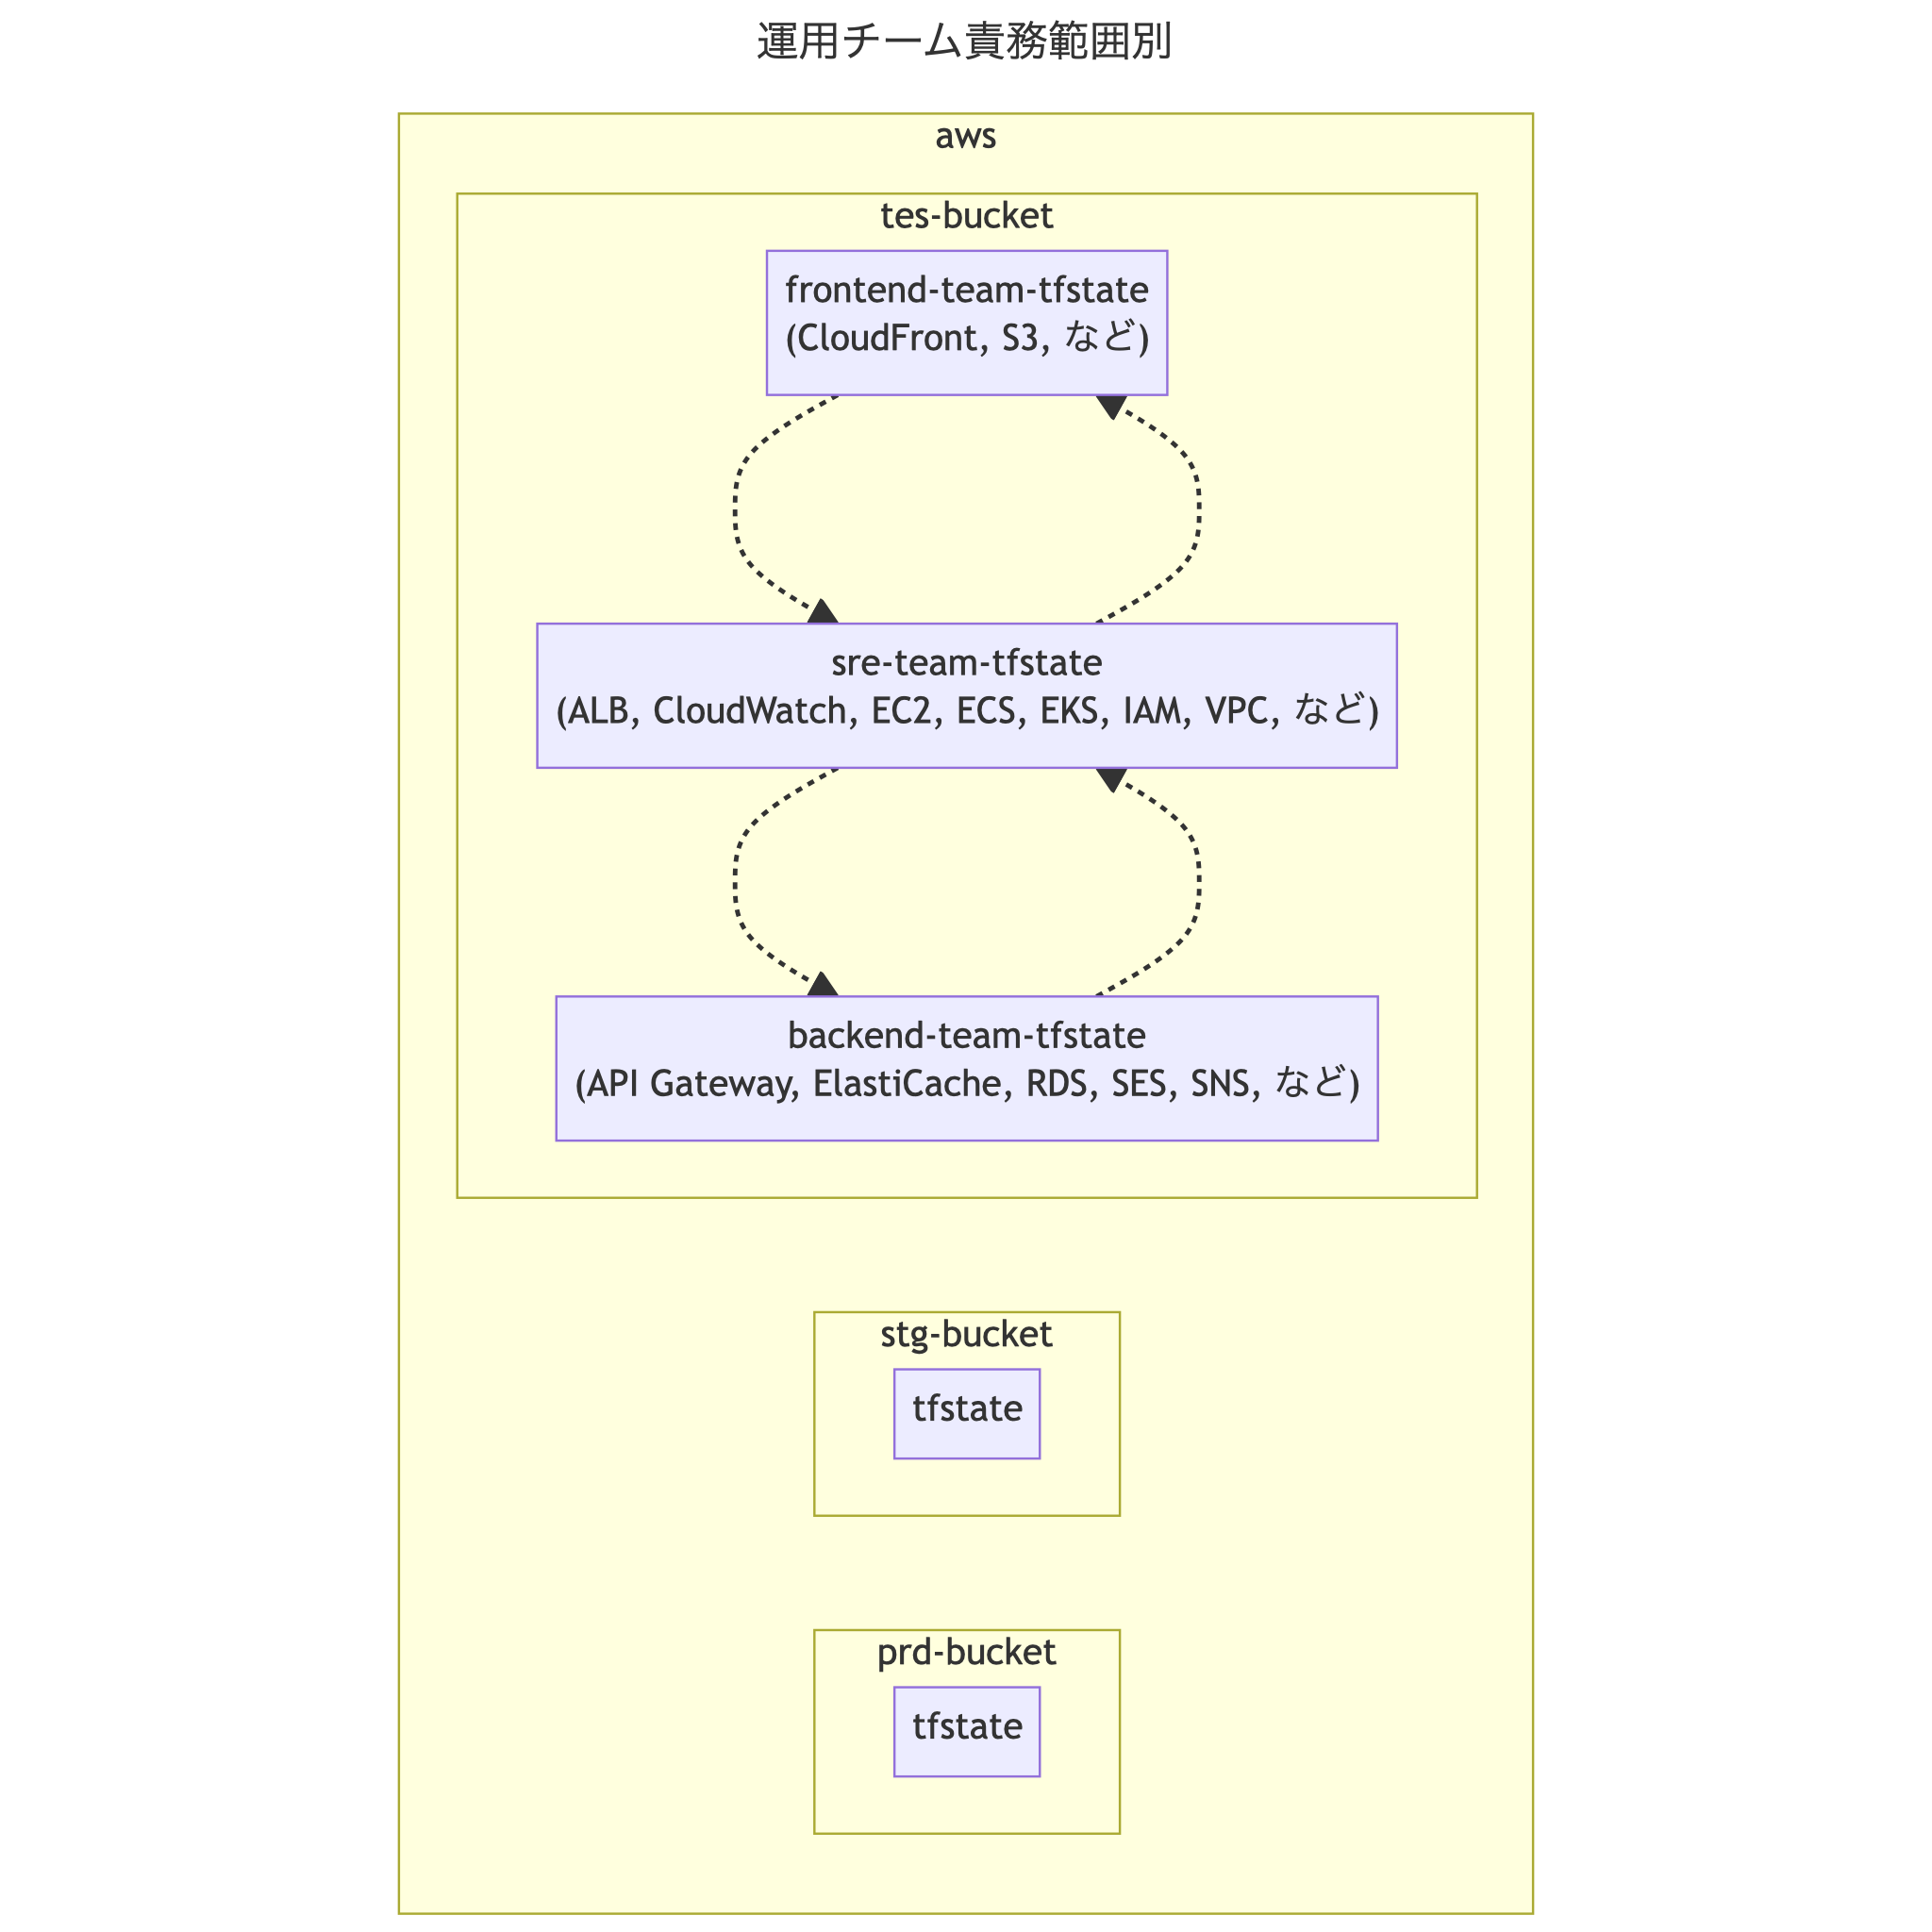 運用チーム責務範囲別
aws
tes-bucket
frontend-team-tfstate
(CloudFront, S3, など)
sre-team-tfstate
(ALB, CloudWatch, EC2, ECS, EKS, IAM, VPC, など)
backend-team-tfstate
(API Gateway, ElastiCache, RDS, SES, SNS, など)
stg-bucket
tfstate
prd-bucket
tfstate